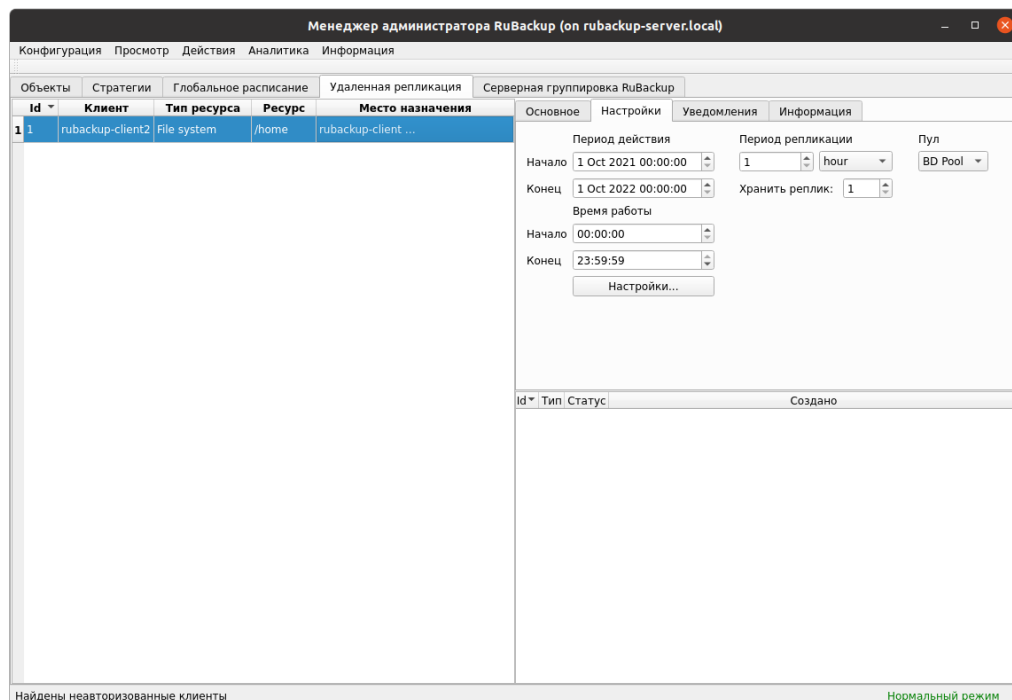 Менеджер администратора RuBackup (on rubackup-server.local)
Конфигурация Просмотр Действия Аналитика Информация
Объекты Стратегии Глобальное расписание Удаленная репликация Серверная группировка RuBackup
Id Клиент Тип ресурса Ресурс Место назначения
1 1 rubackup-client2 File system /home rubackup-client ...
Основное Настройки Уведомления Информация
Период действия Период репликации Пул
Начало 1 Oct 2021 00:00:00 1 hour BD Pool
Конец 1 Oct 2022 00:00:00 Хранить реплик: 1
Время работы
Начало 00:00:00
Конец 23:59:59
Настройки...
Id Тип Статус Создано
Найдены неавторизованные клиенты Нормальный режим